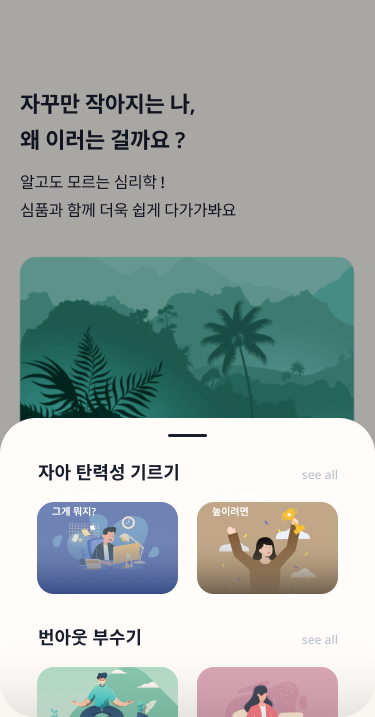 자꾸만 작아지는 나,
왜 이러는 걸까요 ?
알고도 모르는 심리학 !
심품과 함께 더욱 쉽게 다가가봐요
자아 탄력성 기르기
see all
그게 뭐지?
높이려면
번아웃 부수기
see all